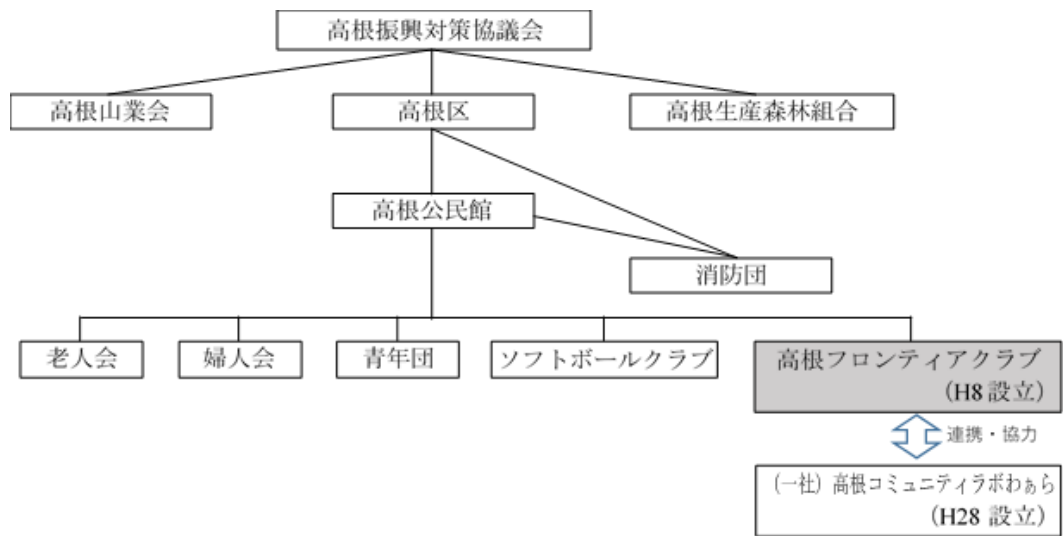 高根振興対策協議会
高根山業会
高根区
高根生産森林組合
高根公民館
消防団
老人会
婦人会
青年団
ソフトボールクラブ
高根フロンティアクラブ
(H8 設立)
連携・協力
(一社) 高根コミュニティラボわぁら
(H28 設立)